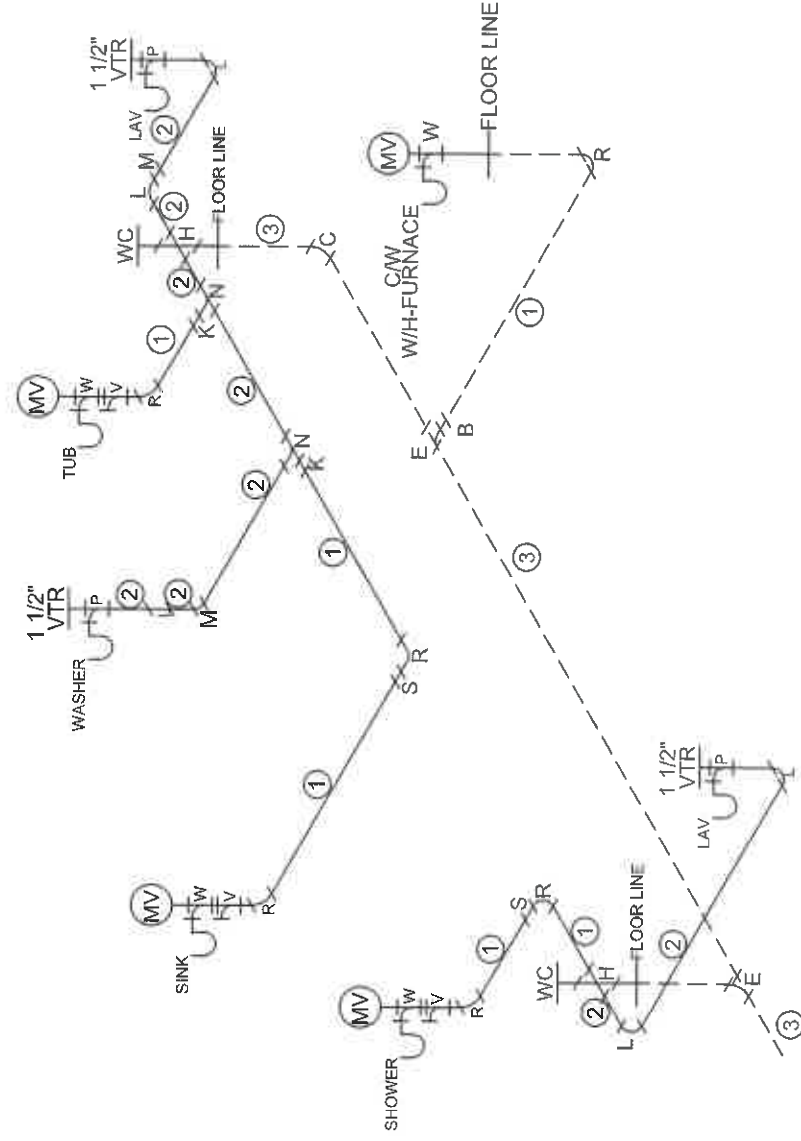 1 1/2"
VTR
P
LAV
L
2
M
L
2
WC
H
FLOOR LINE
2
3
C
N
K
1
MV
W
V
R
TUB
2
MV
W
FLOOR LINE
C/W
W/H-FURNACE
R
1
E
B
N
K
2
1 1/2"
VTR
P
WASHER
2
L
2
M
1
R
S
1
MV
W
V
R
SINK
3
1 1/2"
VTR
P
LAV
L
MV
W
V
R
SHOWER
1
S
R
1
WC
H
FLOOR LINE
2
L
2
E
3